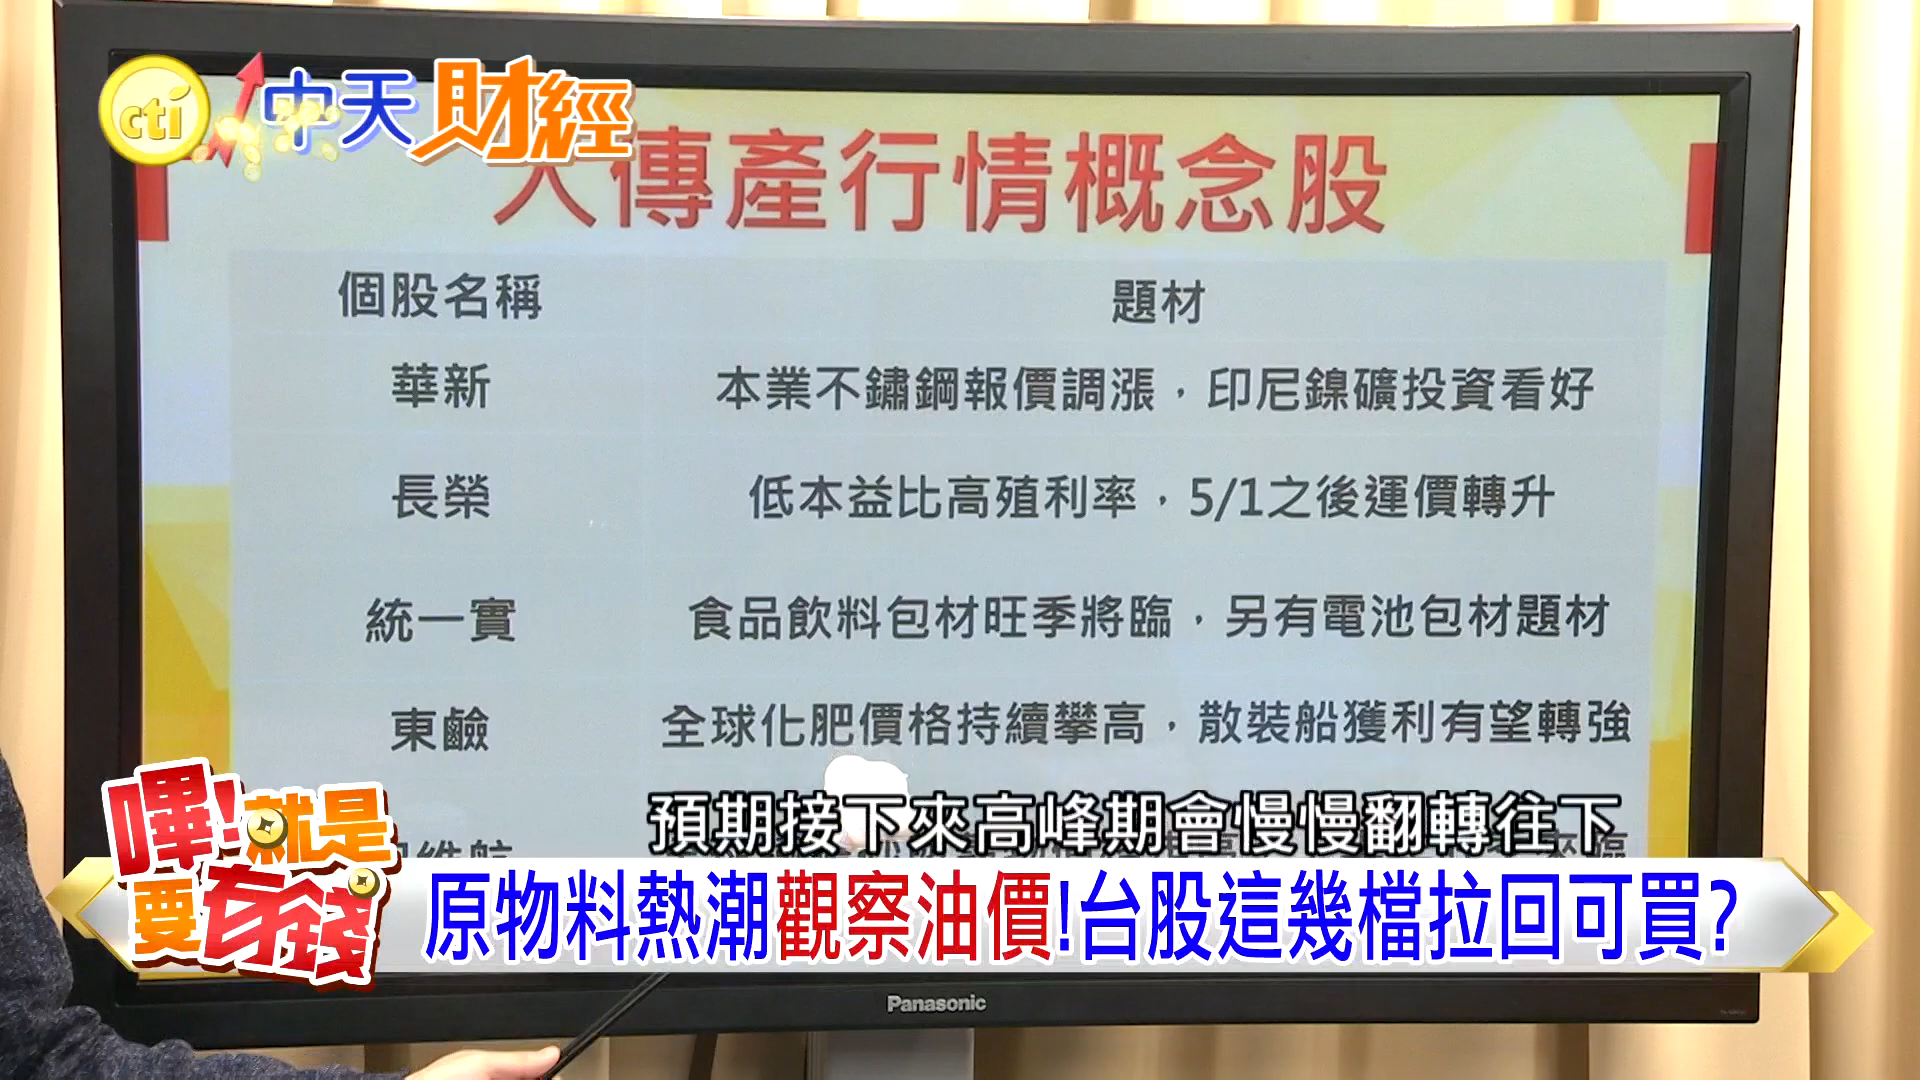 cti 中天財經
大傳產行情概念股
個股名稱 題材
華新 本業不鏽鋼報價調漲，印尼鎳礦投資看好
長榮 低本益比高殖利率，5/1之後運價轉升
統一實 食品飲料包材旺季將臨，另有電池包材題材
東鹼 全球化肥價格持續攀高，散裝船獲利有望轉強
預期接下來高峰期會慢慢翻轉往下
嗶!就是要有錢
原物料熱潮觀察油價!台股這幾檔拉回可買?
Panasonic